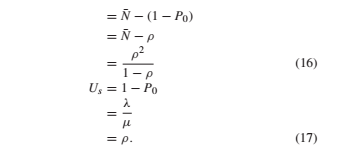 = N̄ − (1 − P₀)
= N̄ − ρ
= ρ² / (1 − ρ) (16)
Uₛ = 1 − P₀
= λ / μ
= ρ. (17)